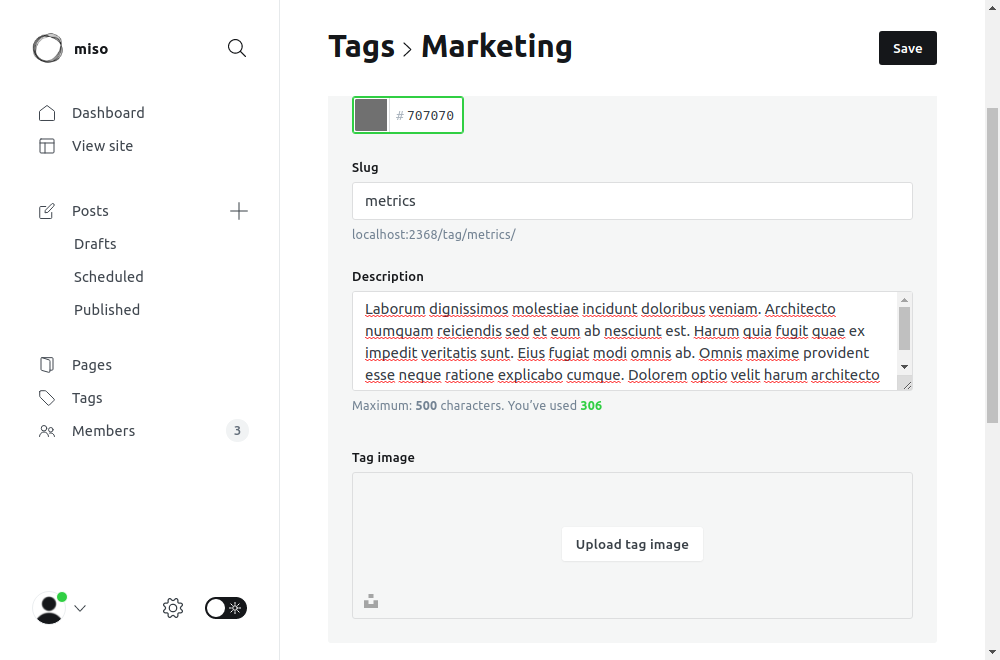 miso
Dashboard
View site
Posts
Drafts
Scheduled
Published
Pages
Tags
Members 3
Tags > Marketing
Save
# 707070
Slug
metrics
localhost:2368/tag/metrics/
Description
Laborum dignissimos molestiae incidunt doloribus veniam. Architecto
numquam reiciendis sed et eum ab nesciunt est. Harum quia fugit quae ex
impedit veritatis sunt. Eius fugiat modi omnis ab. Omnis maxime provident
esse neque ratione explicabo cumque. Dolorem optio velit harum architecto
Maximum: 500 characters. You’ve used 306
Tag image
Upload tag image